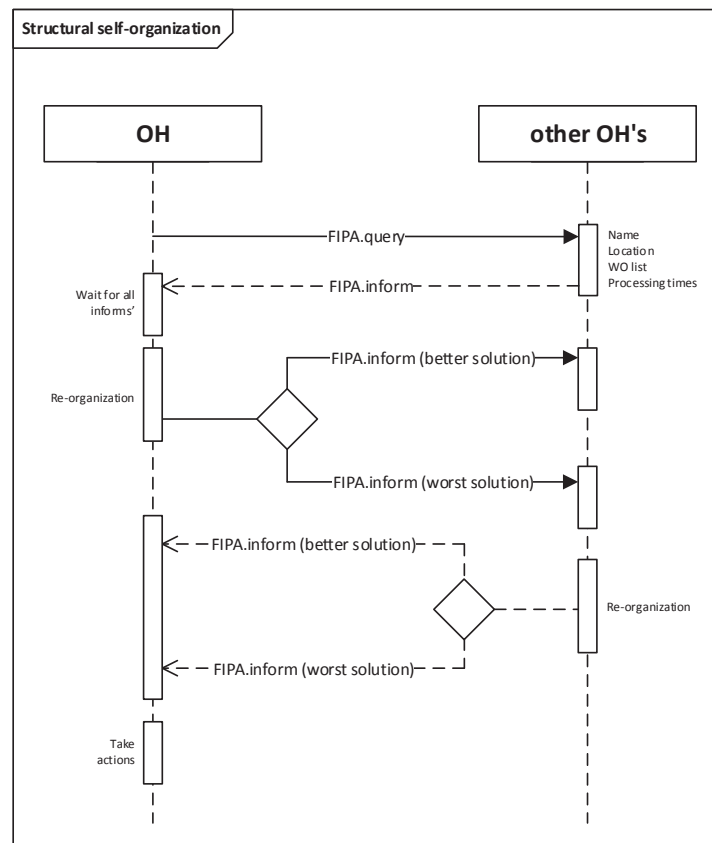 Structural self-organization
OH
other OH's
FIPA.query
Name
Location
WO list
Processing times
FIPA.inform
Wait for all
informs’
FIPA.inform (better solution)
Re-organization
FIPA.inform (worst solution)
FIPA.inform (better solution)
Re-organization
FIPA.inform (worst solution)
Take
actions